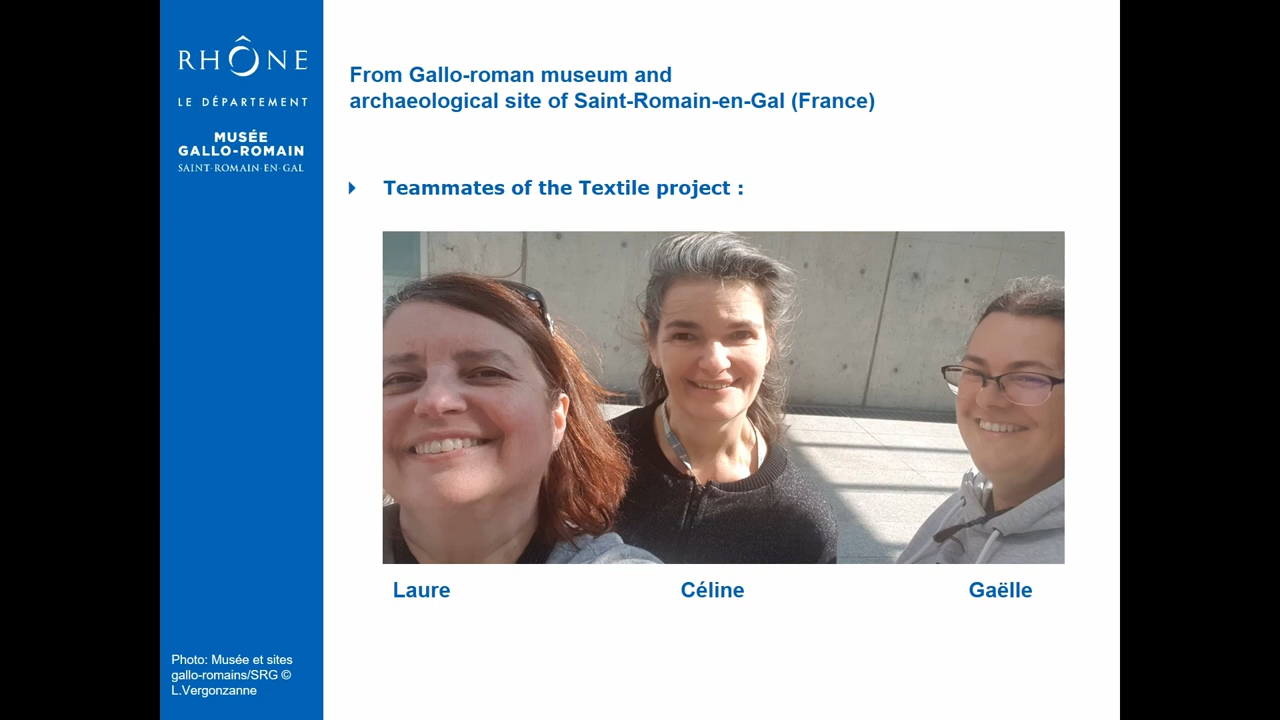 RHÔNE
LE DÉPARTEMENT
MUSÉE
GALLO-ROMAIN
SAINT-ROMAIN-EN-GAL
From Gallo-roman museum and
archaeological site of Saint-Romain-en-Gal (France)
Teammates of the Textile project :
Laure
Céline
Gaëlle
Photo: Musée et sites
gallo-romains/SRG ©
L.Vergonzanne